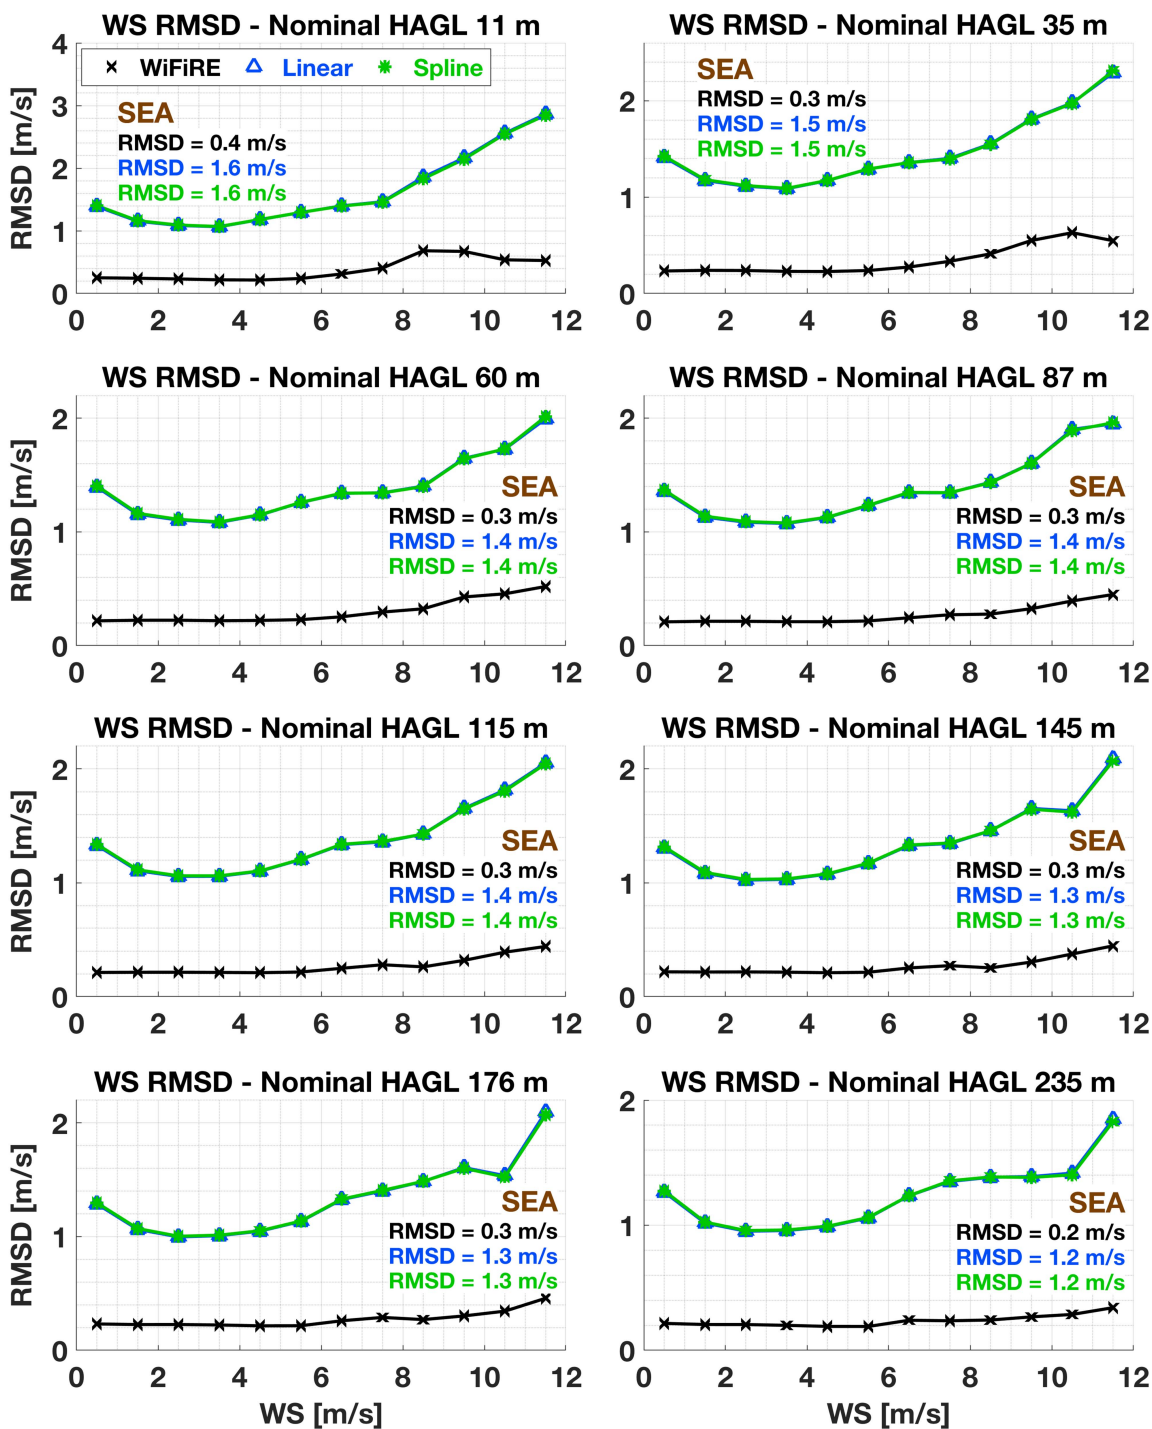 WS RMSD - Nominal HAGL 11 m
RMSD [m/s]
4
3
2
1
0
WiFiRE Linear Spline
SEA
RMSD = 0.4 m/s
RMSD = 1.6 m/s
RMSD = 1.6 m/s
0 2 4 6 8 10 12
WS RMSD - Nominal HAGL 35 m
2
1
0
SEA
RMSD = 0.3 m/s
RMSD = 1.5 m/s
RMSD = 1.5 m/s
0 2 4 6 8 10 12
WS RMSD - Nominal HAGL 60 m
RMSD [m/s]
2
1
0
SEA
RMSD = 0.3 m/s
RMSD = 1.4 m/s
RMSD = 1.4 m/s
0 2 4 6 8 10 12
WS RMSD - Nominal HAGL 87 m
2
1
0
SEA
RMSD = 0.3 m/s
RMSD = 1.4 m/s
RMSD = 1.4 m/s
0 2 4 6 8 10 12
WS RMSD - Nominal HAGL 115 m
RMSD [m/s]
2
1
0
SEA
RMSD = 0.3 m/s
RMSD = 1.4 m/s
RMSD = 1.4 m/s
0 2 4 6 8 10 12
WS RMSD - Nominal HAGL 145 m
2
1
0
SEA
RMSD = 0.3 m/s
RMSD = 1.3 m/s
RMSD = 1.3 m/s
0 2 4 6 8 10 12
WS RMSD - Nominal HAGL 176 m
RMSD [m/s]
2
1
0
SEA
RMSD = 0.3 m/s
RMSD = 1.3 m/s
RMSD = 1.3 m/s
0 2 4 6 8 10 12
WS [m/s]
WS RMSD - Nominal HAGL 235 m
2
1
0
SEA
RMSD = 0.2 m/s
RMSD = 1.2 m/s
RMSD = 1.2 m/s
0 2 4 6 8 10 12
WS [m/s]